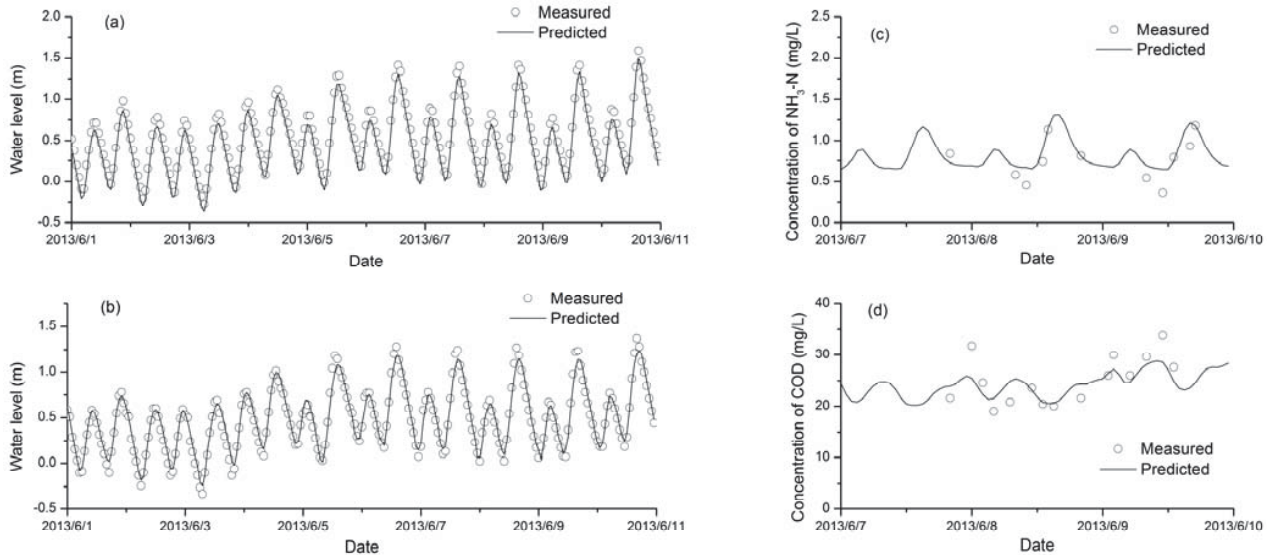 (a)
Measured
Predicted
Water level (m)
2.0
1.5
1.0
0.5
0.0
-0.5
2013/6/1
2013/6/3
2013/6/5
2013/6/7
2013/6/9
2013/6/11
Date
(c)
Measured
Predicted
Concentration of NH3-N (mg/L)
2.5
2.0
1.5
1.0
0.5
0.0
2013/6/7
2013/6/8
2013/6/9
2013/6/10
Date
(b)
Measured
Predicted
Water level (m)
1.5
1.0
0.5
0.0
-0.5
2013/6/1
2013/6/3
2013/6/5
2013/6/7
2013/6/9
2013/6/11
Date
(d)
Measured
Predicted
Concentration of COD (mg/L)
40
30
20
10
0
2013/6/7
2013/6/8
2013/6/9
2013/6/10
Date